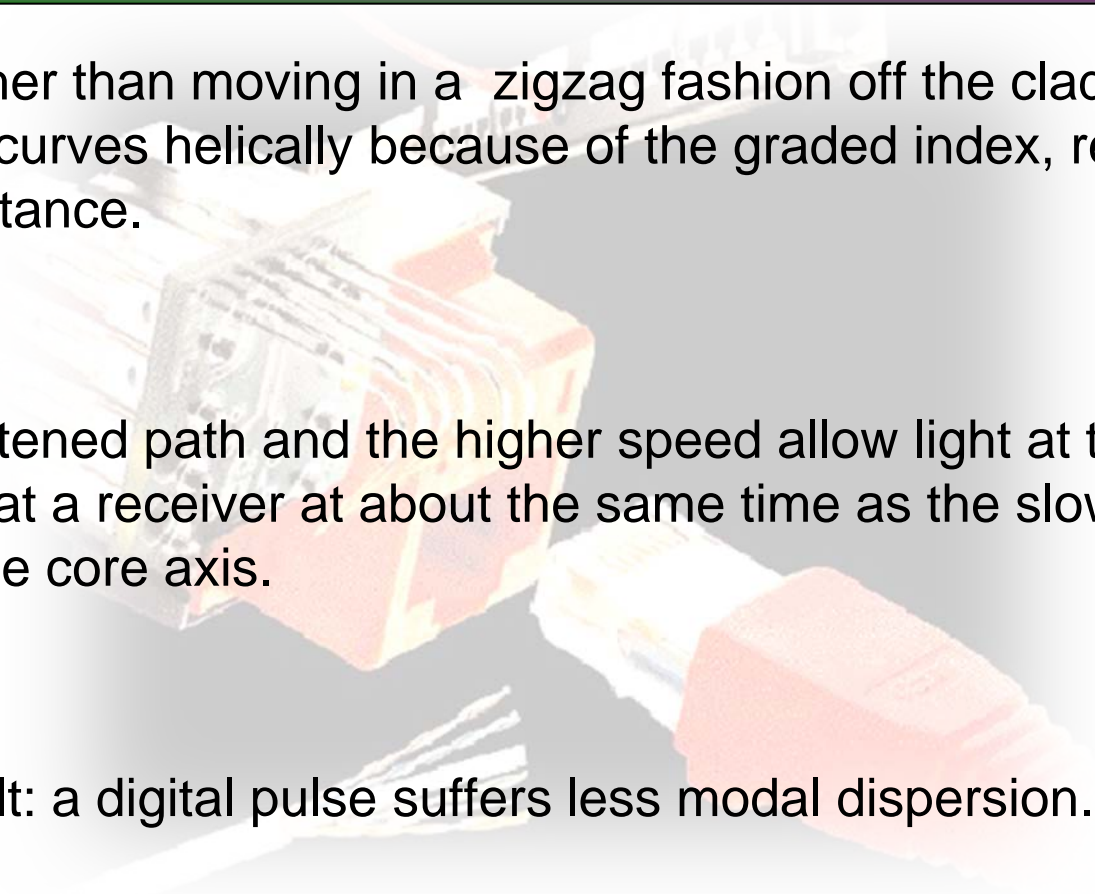 her than moving in a zigzag fashion off the clad
curves helically because of the graded index, re
tance.
tened path and the higher speed allow light at t
at a receiver at about the same time as the slow
e core axis.
lt: a digital pulse suffers less modal dispersion.